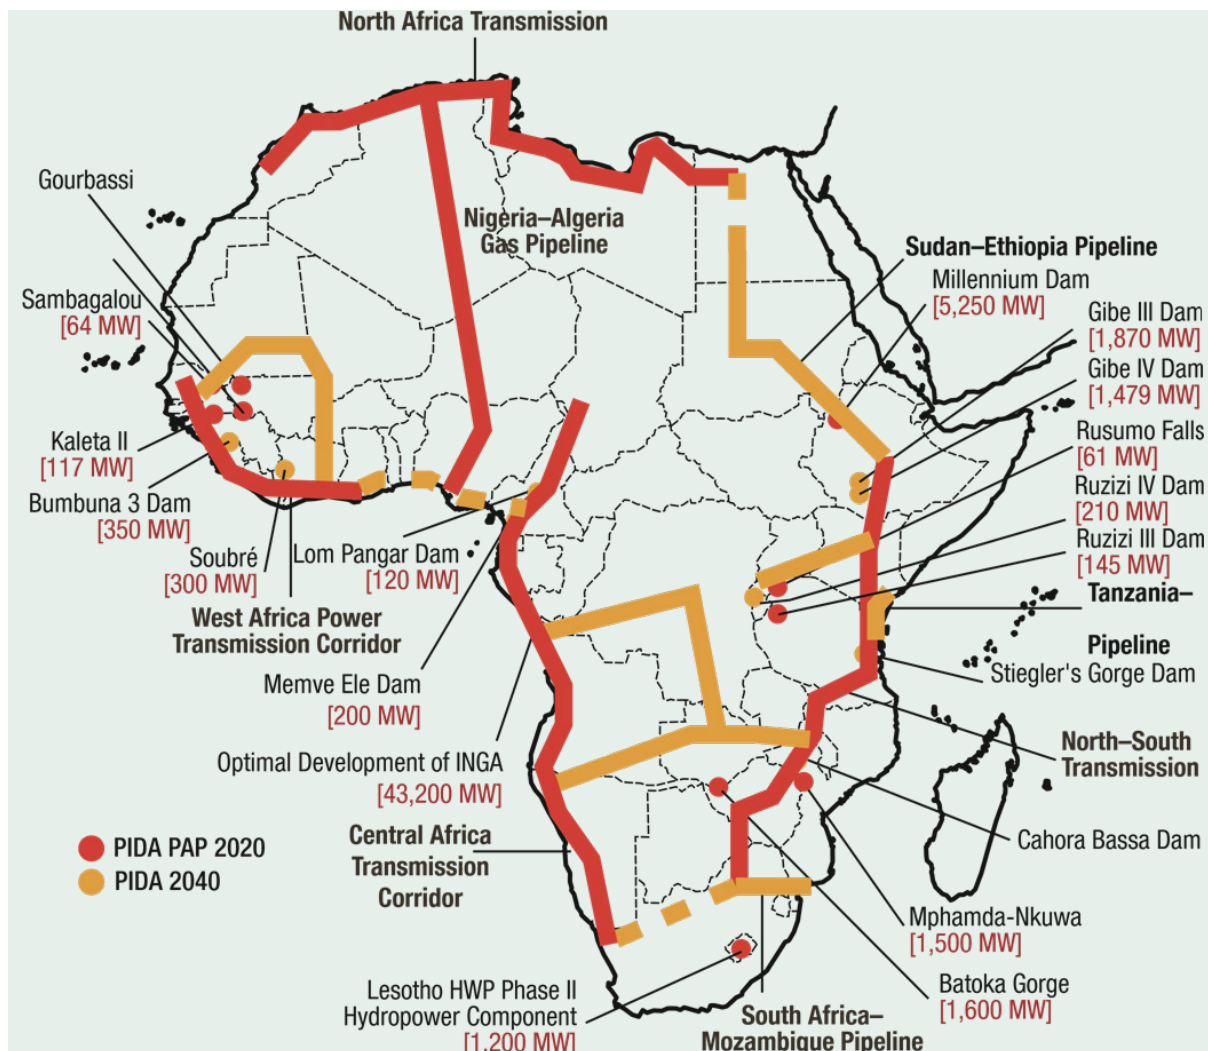 North Africa Transmission
Gourbassi
Nigeria–Algeria
Gas Pipeline
Sudan–Ethiopia Pipeline
Millennium Dam
[5,250 MW]
Sambagalou
[64 MW]
Gibe III Dam
[1,870 MW]
Gibe IV Dam
[1,479 MW]
Rusumo Falls
[61 MW]
Kaleta II
[117 MW]
Ruzizi IV Dam
[210 MW]
Bumbuna 3 Dam
[350 MW]
Ruzizi III Dam
[145 MW]
Soubré
[300 MW]
Lom Pangar Dam
[120 MW]
Tanzania–
West Africa Power
Transmission Corridor
Pipeline
Stiegler's Gorge Dam
Memve Ele Dam
[200 MW]
North–South
Transmission
Optimal Development of INGA
[43,200 MW]
Central Africa
Transmission
Corridor
Cahora Bassa Dam
PIDA PAP 2020
PIDA 2040
Mphamda-Nkuwa
[1,500 MW]
Batoka Gorge
[1,600 MW]
Lesotho HWP Phase II
Hydropower Component
[1,200 MW]
South Africa–
Mozambique Pipeline